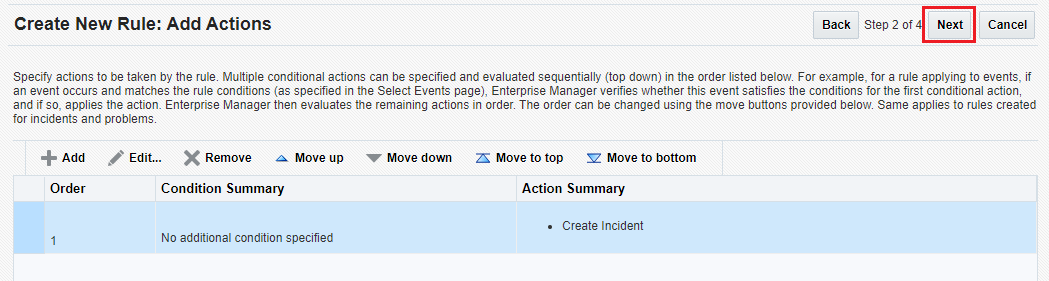 Create New Rule: Add Actions
Back Step 2 of 4 Next Cancel
Specify actions to be taken by the rule. Multiple conditional actions can be specified and evaluated sequentially (top down) in the order listed below. For example, for a rule applying to events, if
an event occurs and matches the rule conditions (as specified in the Select Events page), Enterprise Manager verifies whether this event satisfies the conditions for the first conditional action,
and if so, applies the action. Enterprise Manager then evaluates the remaining actions in order. The order can be changed using the move buttons provided below. Same applies to rules created
for incidents and problems.
Add Edit... Remove Move up Move down Move to top Move to bottom
Order Condition Summary Action Summary
1 No additional condition specified • Create Incident